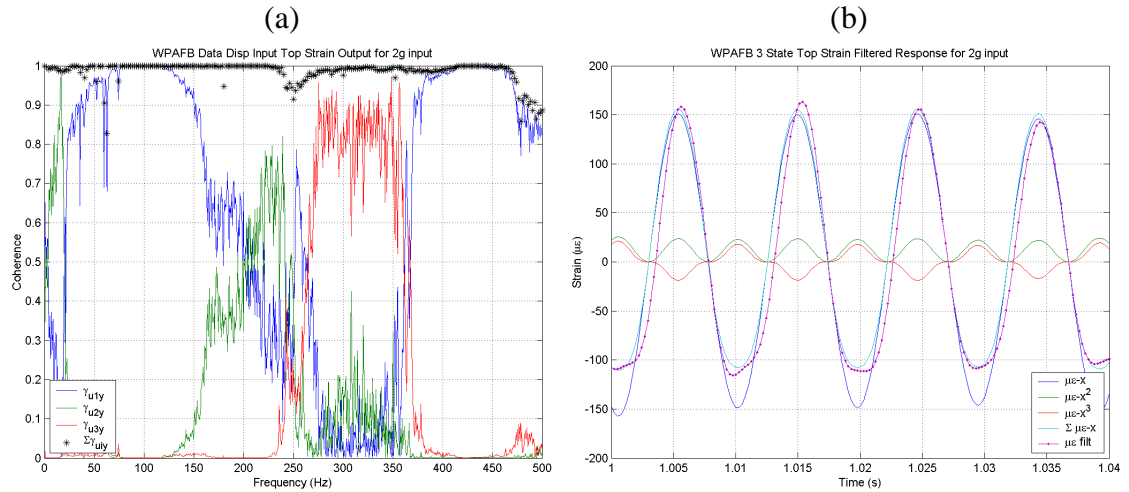 (a)
WPAFB Data Disp Input Top Strain Output for 2g input
1
0.9
0.8
0.7
0.6
0.5
0.4
0.3
0.2
0.1
0
Coherence
γu1y
γu2y
γu3y
Σγuiy
0 50 100 150 200 250 300 350 400 450 500
Frequency (Hz)
(b)
WPAFB 3 State Top Strain Filtered Response for 2g input
200
150
100
50
0
-50
-100
-150
-200
Strain (με)
με-x
με-x²
με-x³
Σ με-x
με filt
1 1.005 1.01 1.015 1.02 1.025 1.03 1.035 1.04
Time (s)